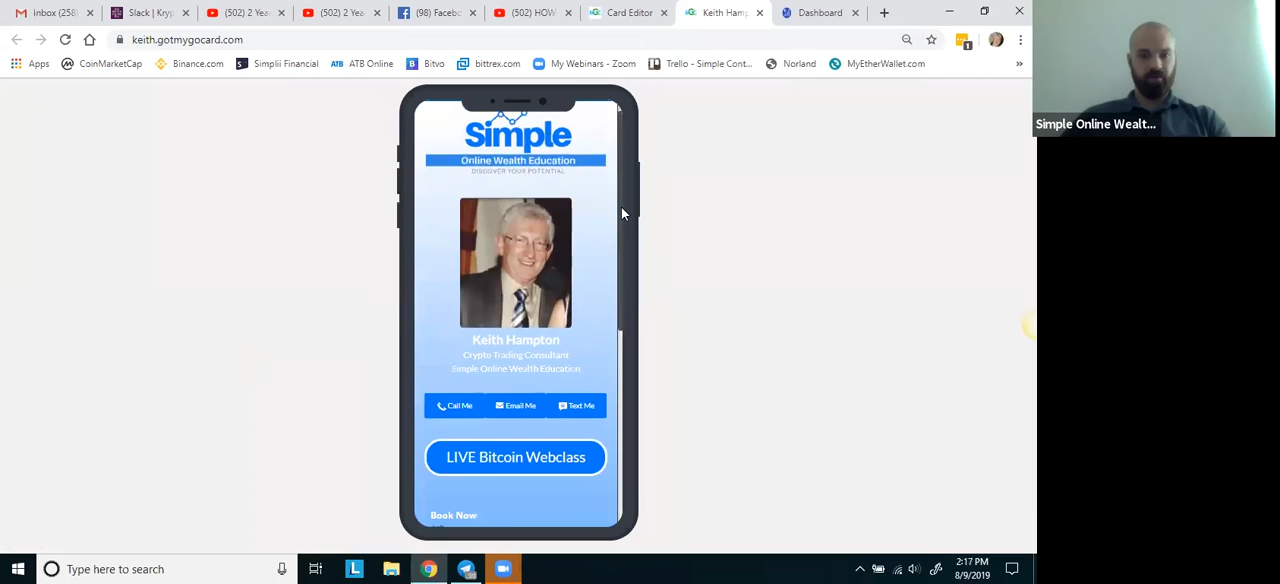 Inbox (258)
Slack | Kryp
(502) 2 Yea
(502) 2 Yea
(98) Facebo
(502) HOW
Card Editor
Keith Hamp
Dashboard
keith.gotmygocard.com
Apps
CoinMarketCap
Binance.com
Simplii Financial
ATB ATB Online
Bitvo
bittrex.com
My Webinars - Zoom
Trello - Simple Cont...
Norland
MyEtherWallet.com
»
Simple Online Wealt...
Simple
Online Wealth Education
DISCOVER YOUR POTENTIAL
Keith Hampton
Crypto Trading Consultant
Simple Online Wealth Education
Call Me
Email Me
Text Me
LIVE Bitcoin Webclass
Book Now
Type here to search
2:17 PM
8/9/2019